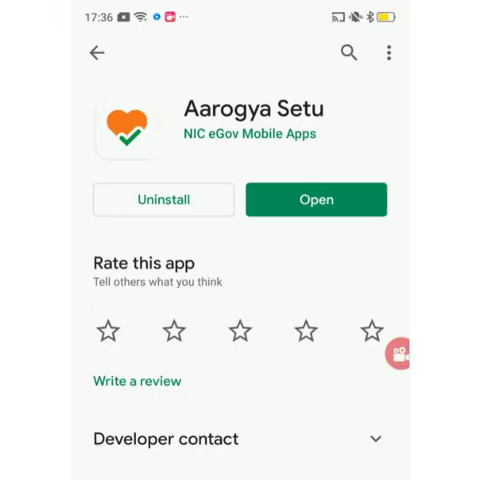 17:36
Aarogya Setu
NIC eGov Mobile Apps
Uninstall
Open
Rate this app
Tell others what you think
Write a review
Developer contact